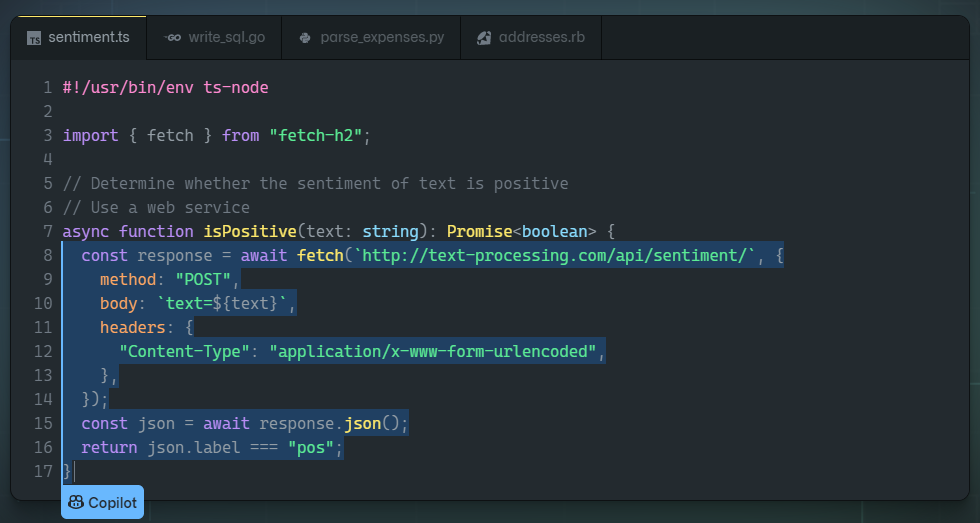 sentiment.ts write_sql.go parse_expenses.py addresses.rb
1 #!/usr/bin/env ts-node
2
3 import { fetch } from "fetch-h2";
4
5 // Determine whether the sentiment of text is positive
6 // Use a web service
7 async function isPositive(text: string): Promise<boolean> {
8   const response = await fetch(`http://text-processing.com/api/sentiment/`, {
9     method: "POST",
10     body: `text=${text}`,
11     headers: {
12       "Content-Type": "application/x-www-form-urlencoded",
13     },
14   });
15   const json = await response.json();
16   return json.label === "pos";
17 }
Copilot